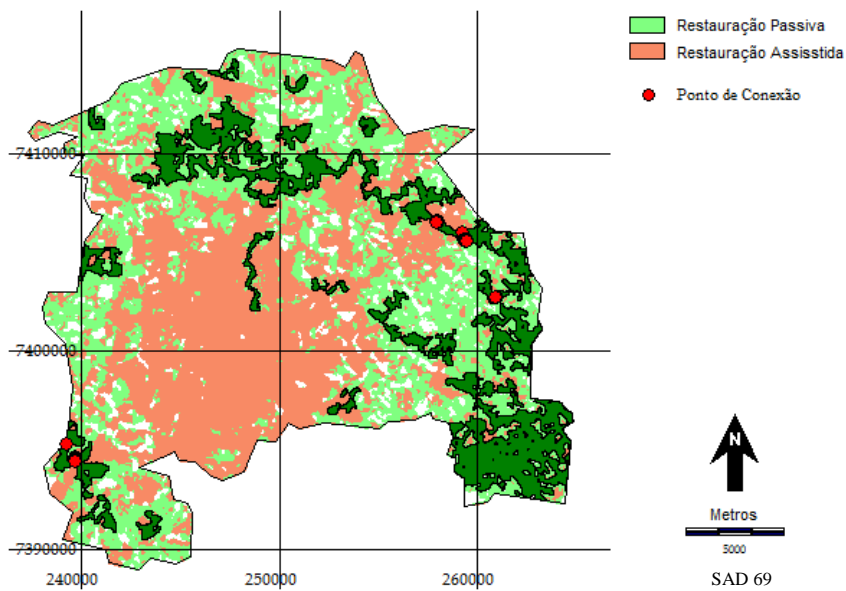 Restauração Passiva
Restauração Assisstida
Ponto de Conexão
7410000
7400000
7390000
240000
250000
260000
N
Metros
5000
SAD 69